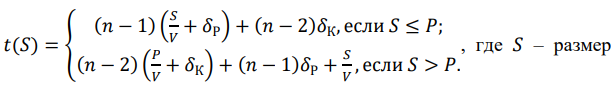 t(S) = { (n − 1) (S/V + δ_Р) + (n − 2)δ_К, если S ≤ P;
(n − 2) (P/V + δ_К) + (n − 1)δ_Р + S/V, если S > P. , где S – размер